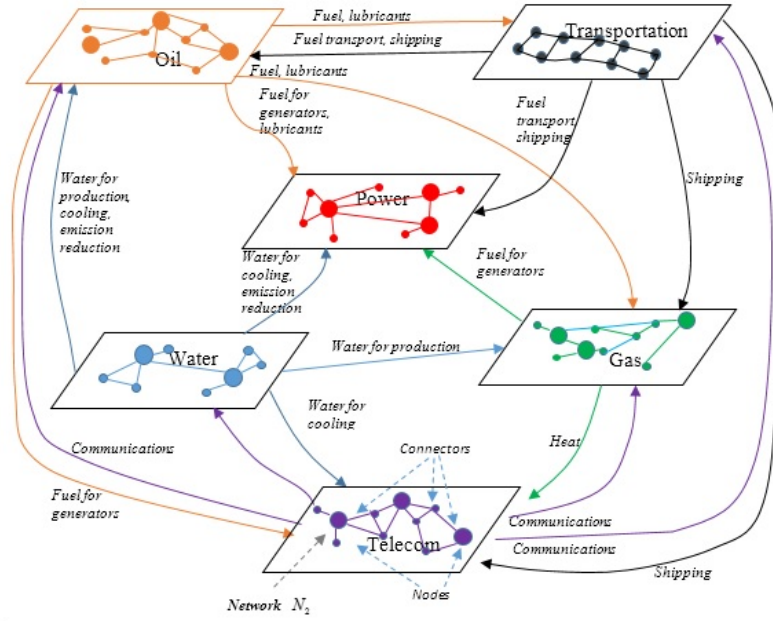 Fuel, lubricants
Transportation
Fuel transport, shipping
Oil
Fuel, lubricants
Fuel for
generators,
lubricants
Fuel
transport,
shipping
Water for
production,
cooling,
emission
reduction
Power
Shipping
Water for
cooling,
emission
reduction
Fuel for
generators
Water
Water for production
Gas
Water for
cooling
Communications
Connectors
Heat
Fuel for
generators
Telecom
Communications
Communications
Shipping
Nodes
Network N₂